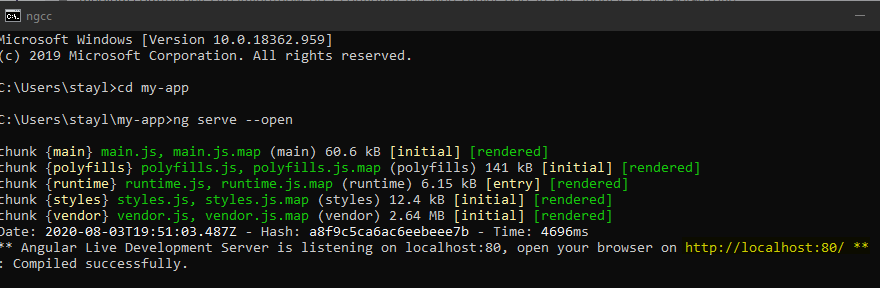 ngcc
Microsoft Windows [Version 10.0.18362.959]
(c) 2019 Microsoft Corporation. All rights reserved.
C:\Users\stayl>cd my-app
C:\Users\stayl\my-app>ng serve --open
chunk {main} main.js, main.js.map (main) 60.6 kB [initial] [rendered]
chunk {polyfills} polyfills.js, polyfills.js.map (polyfills) 141 kB [initial] [rendered]
chunk {runtime} runtime.js, runtime.js.map (runtime) 6.15 kB [entry] [rendered]
chunk {styles} styles.js, styles.js.map (styles) 12.4 kB [initial] [rendered]
chunk {vendor} vendor.js, vendor.js.map (vendor) 2.64 MB [initial] [rendered]
Date: 2020-08-03T19:51:03.487Z - Hash: a8f9c5ca6ac6eebeee7b - Time: 4696ms
** Angular Live Development Server is listening on localhost:80, open your browser on http://localhost:80/ **
: Compiled successfully.